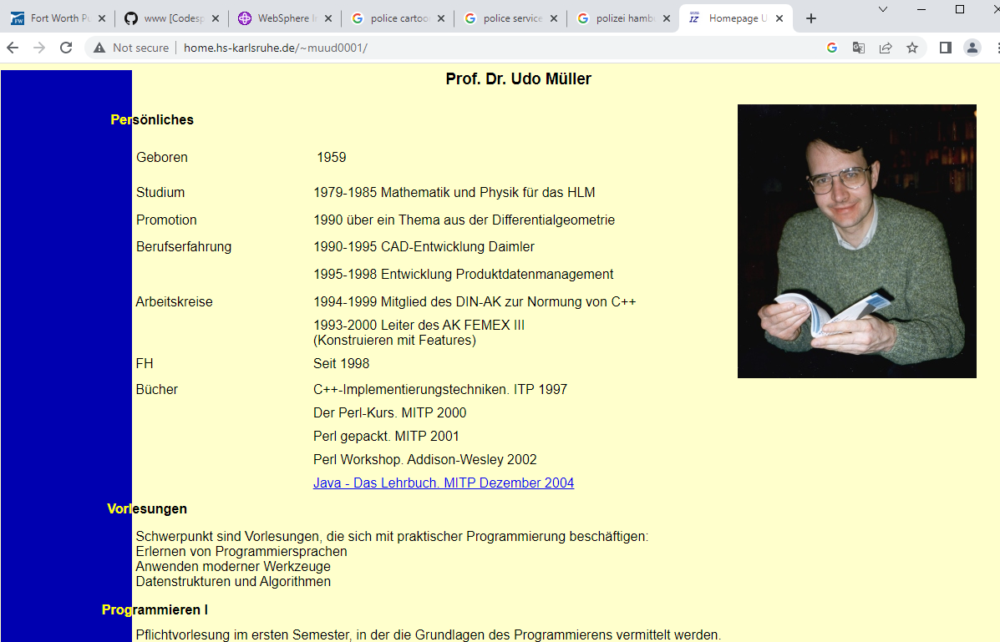 Fort Worth Pu
www [Codesp
WebSphere In
police cartoo
police service
polizei hambu
Homepage U
Not secure
home.hs-karlsruhe.de/~muud0001/
Prof. Dr. Udo Müller
Persönliches
Geboren 1959
Studium 1979-1985 Mathematik und Physik für das HLM
Promotion 1990 über ein Thema aus der Differentialgeometrie
Berufserfahrung 1990-1995 CAD-Entwicklung Daimler
1995-1998 Entwicklung Produktdatenmanagement
Arbeitskreise 1994-1999 Mitglied des DIN-AK zur Normung von C++
1993-2000 Leiter des AK FEMEX III
(Konstruieren mit Features)
FH Seit 1998
Bücher C++-Implementierungstechniken. ITP 1997
Der Perl-Kurs. MITP 2000
Perl gepackt. MITP 2001
Perl Workshop. Addison-Wesley 2002
Java - Das Lehrbuch. MITP Dezember 2004
Vorlesungen
Schwerpunkt sind Vorlesungen, die sich mit praktischer Programmierung beschäftigen:
Erlernen von Programmiersprachen
Anwenden moderner Werkzeuge
Datenstrukturen und Algorithmen
Programmieren I
Pflichtvorlesung im ersten Semester, in der die Grundlagen des Programmierens vermittelt werden.